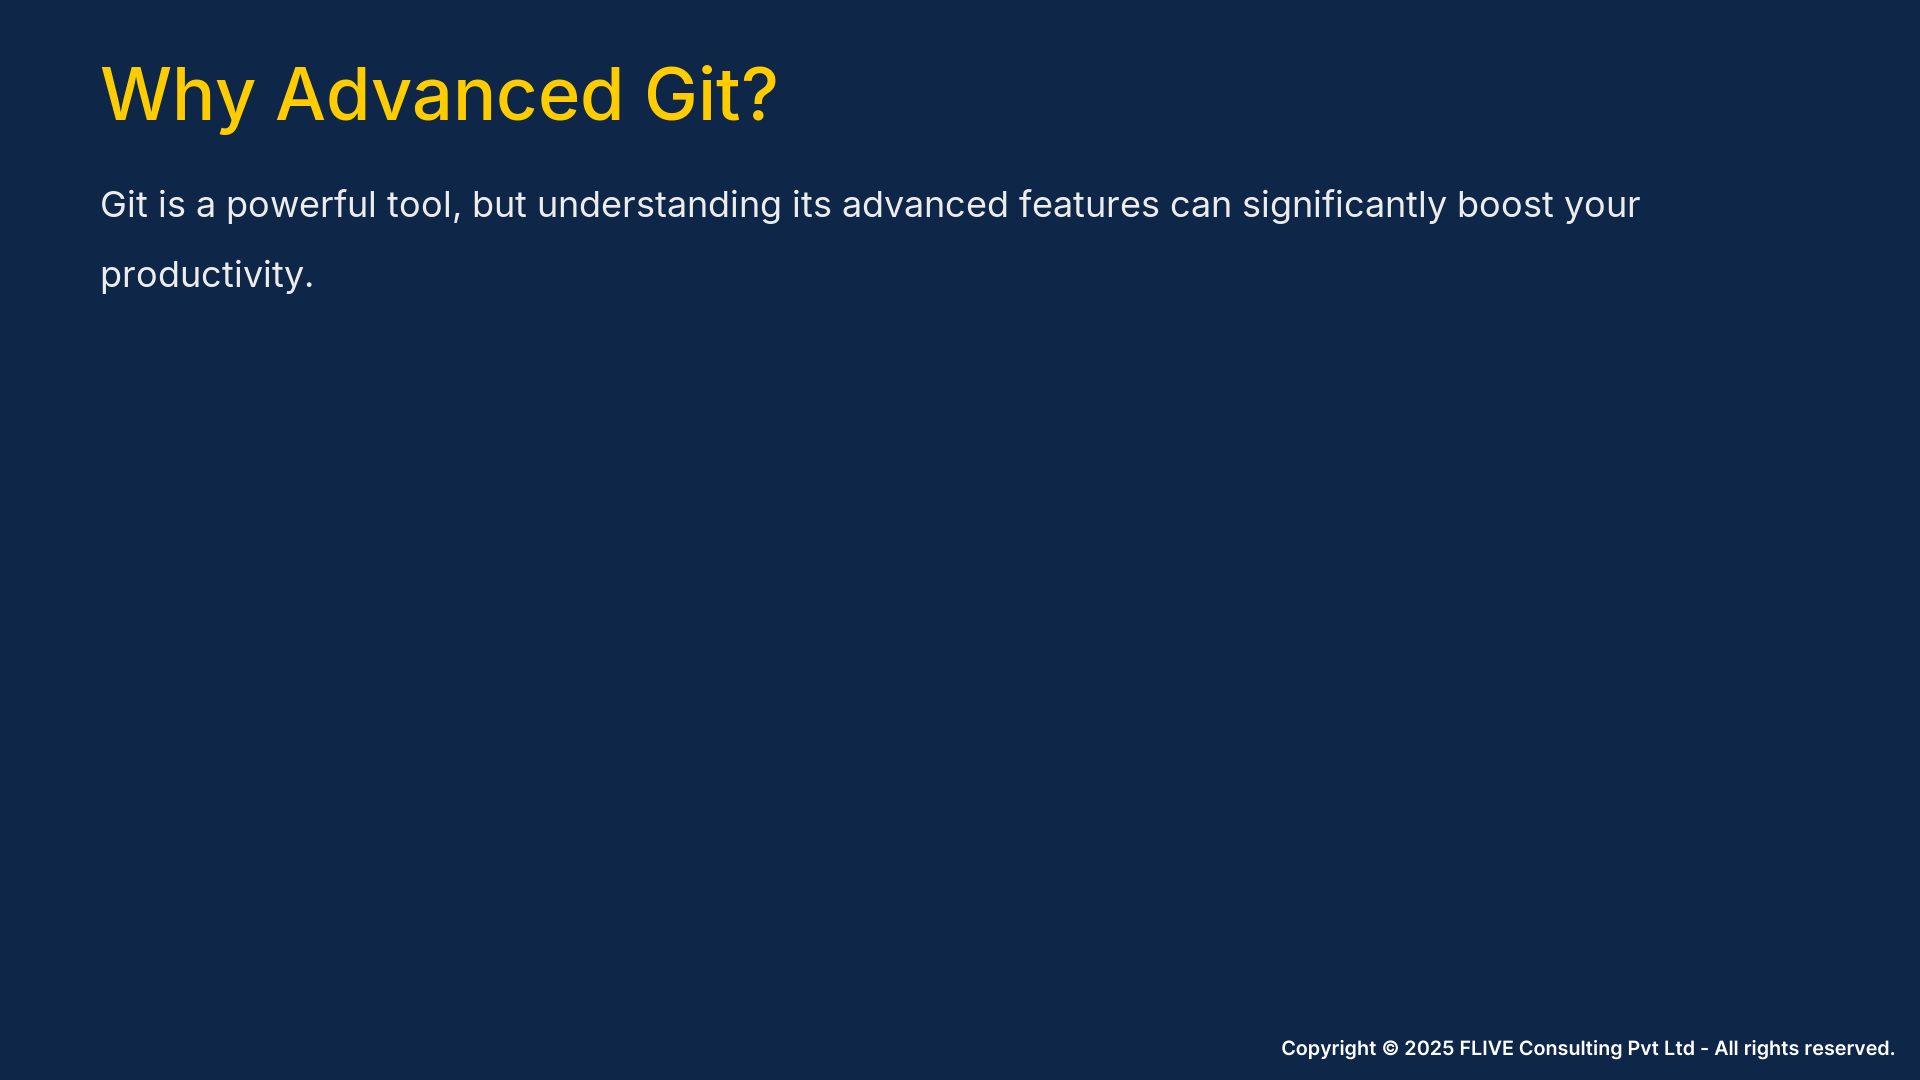 Why Advanced Git?
Git is a powerful tool, but understanding its advanced features can significantly boost your
productivity.
Copyright © 2025 FLIVE Consulting Pvt Ltd - All rights reserved.